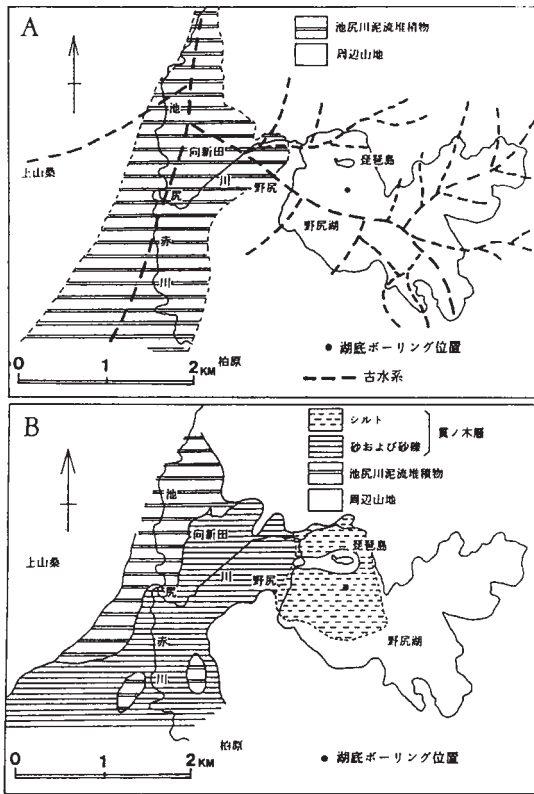 A
池尻川泥流堆積物
周辺山地
池
上山桑
向新田
琵琶島
尻
川
野尻
野尻湖
赤
川
湖底ボーリング位置
古水系
0 1 2 KM
柏原
B
シルト
砂および砂礫
貫ノ木層
池尻川泥流堆積物
周辺山地
池
上山桑
向新田
琵琶島
尻
川
野尻
野尻湖
赤
川
柏原
0 1 2 KM
湖底ボーリング位置